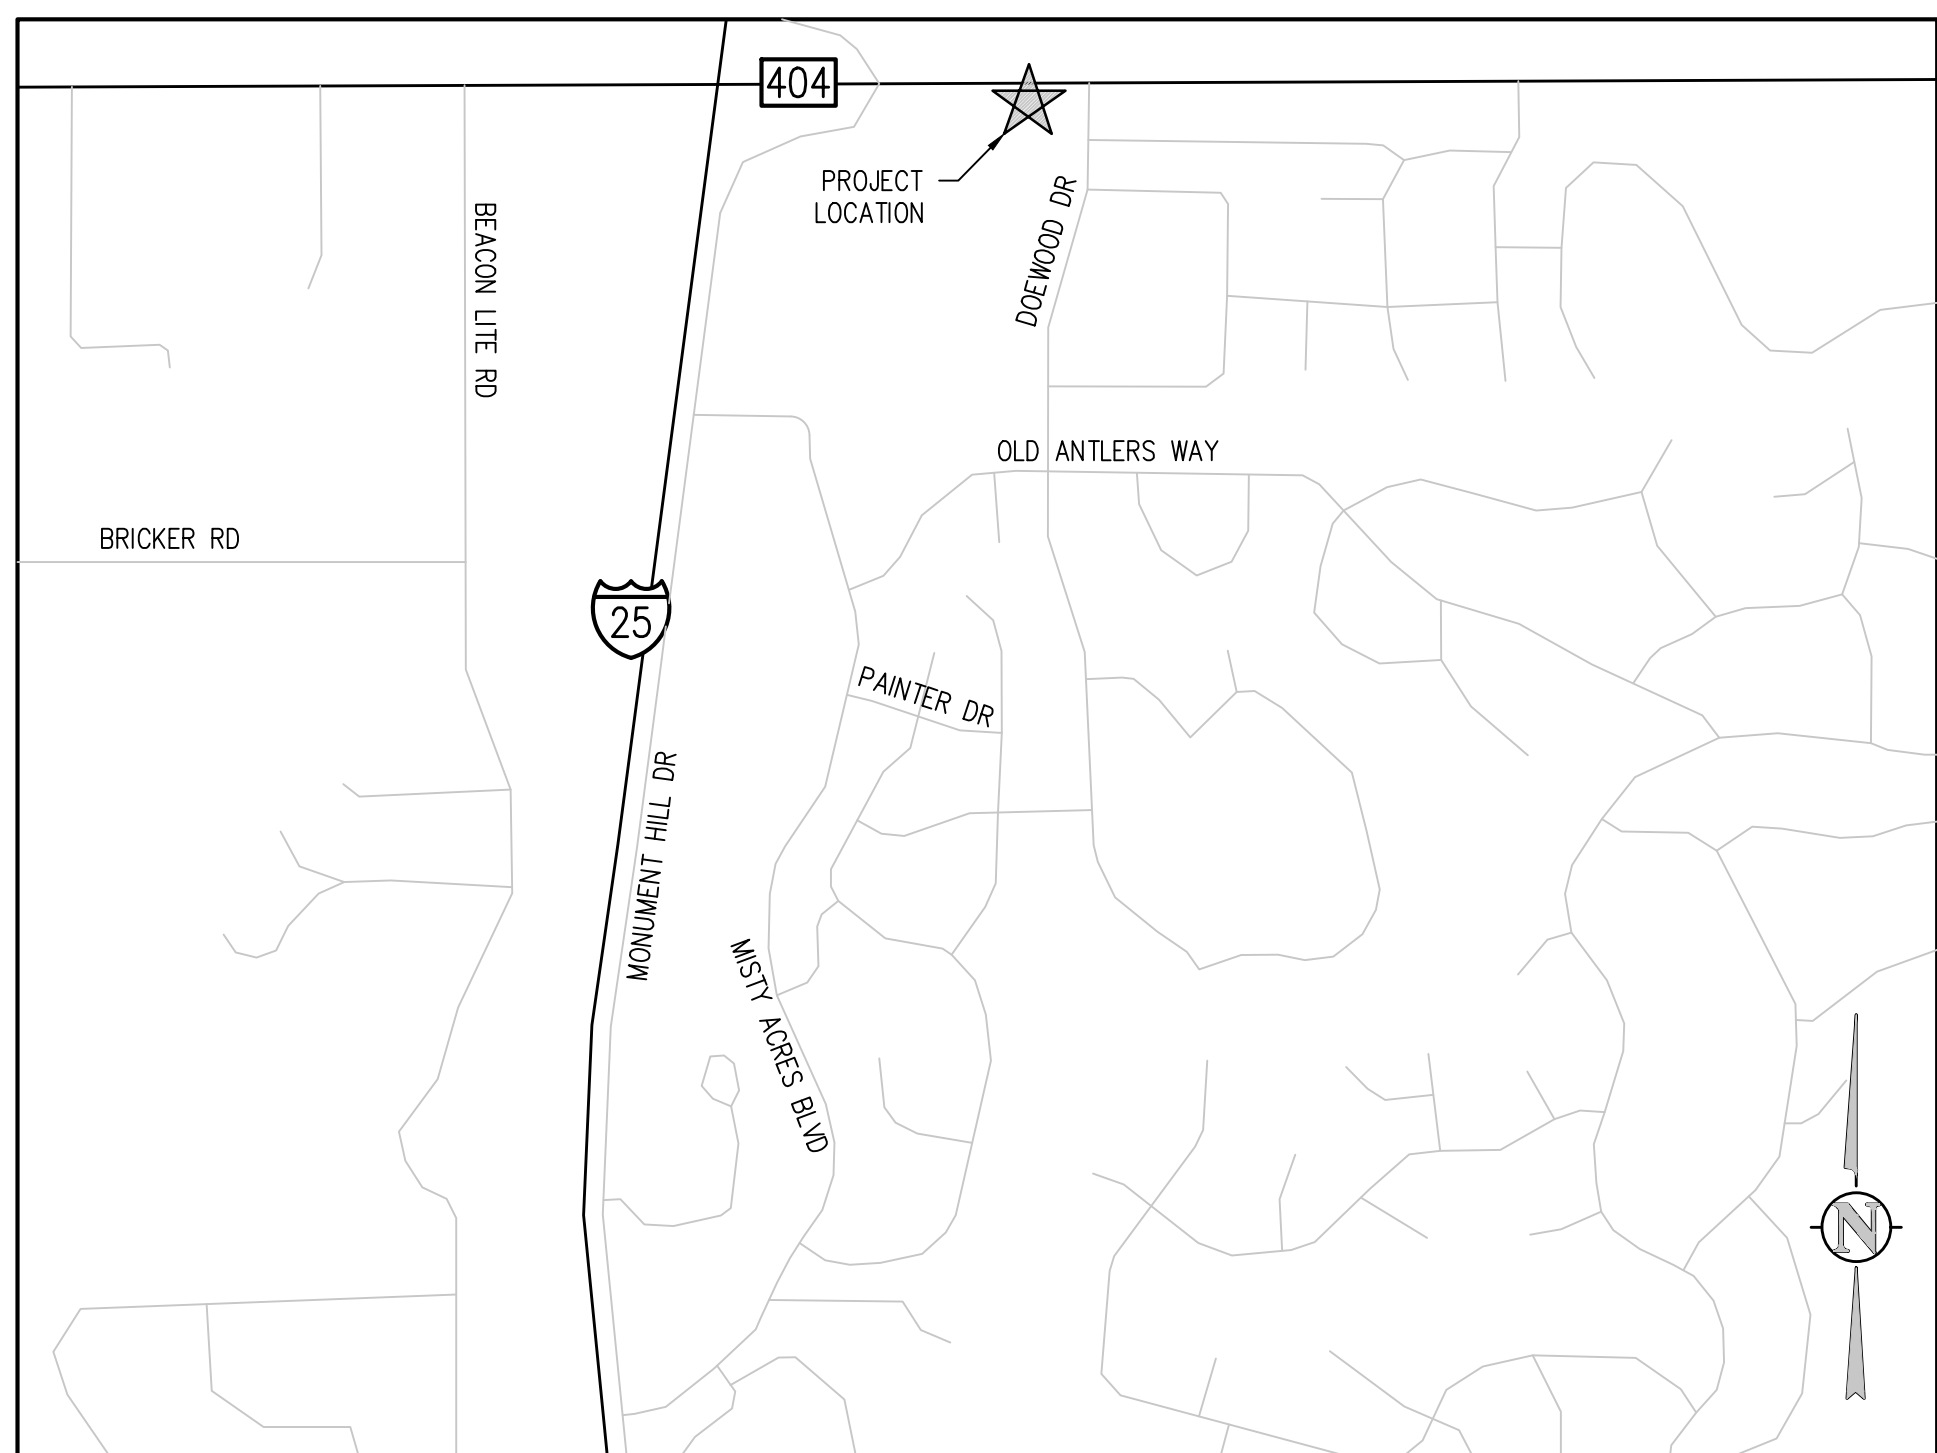 404
PROJECT
LOCATION
DOEWOOD DR
BEACON LITE RD
OLD ANTLERS WAY
BRICKER RD
25
PAINTER DR
MONUMENT HILL DR
MISTY ACRES BLVD
N